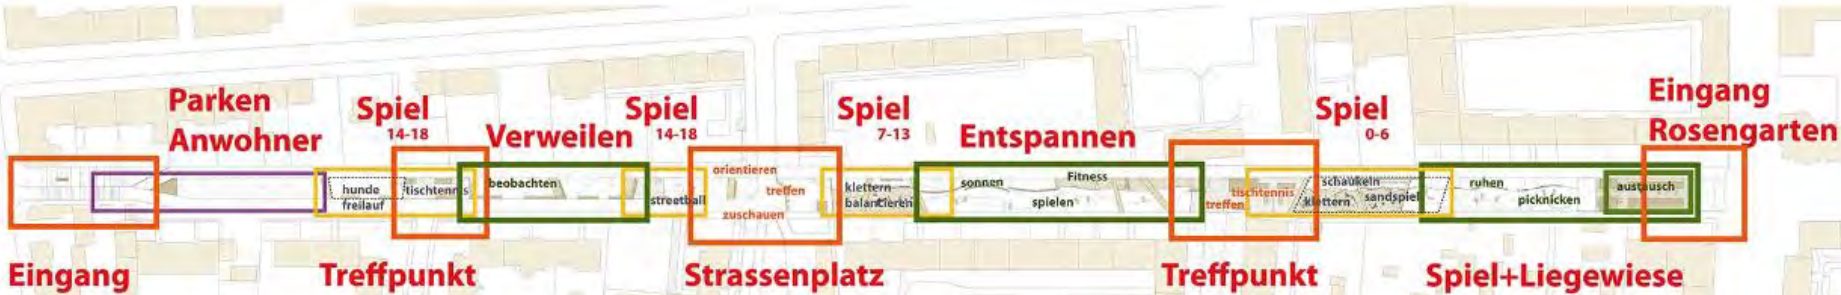 Parken
Anwohner
Spiel
14-18
Verweilen
Spiel
14-18
Spiel
7-13
Entspannen
Spiel
0-6
Eingang
Rosengarten
hunde
freilauf
tischtennis
beobachten
streetball
orientieren
treffen
zuschauen
klettern
balancieren
sonnen
Fitness
spielen
tischtennis
treffen
schaukeln
klettern
sandspiel
ruhen
picknicken
austausch
Eingang
Treffpunkt
Strassenplatz
Treffpunkt
Spiel+Liegewiese